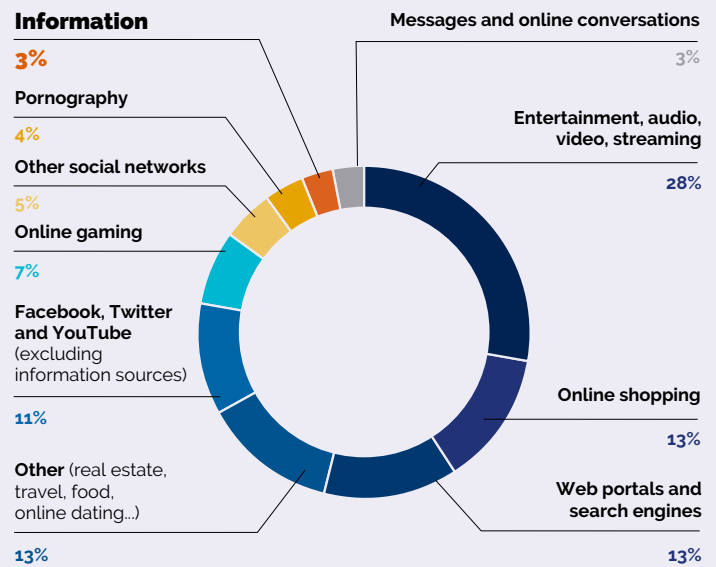 Information
3%
Pornography
4%
Other social networks
5%
Online gaming
7%
Facebook, Twitter
and YouTube
(excluding
information sources)
11%
Other (real estate,
travel, food,
online dating...)
13%
Messages and online conversations
3%
Entertainment, audio,
video, streaming
28%
Online shopping
13%
Web portals and
search engines
13%